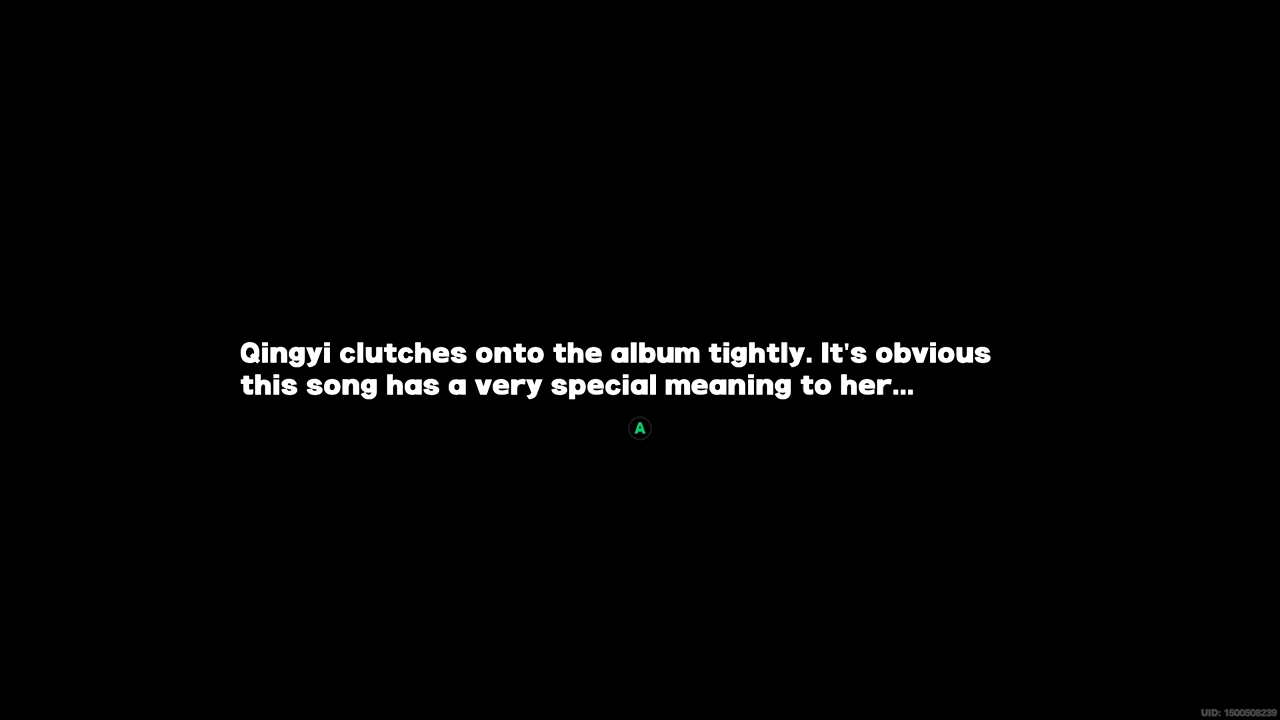 Qingyi clutches onto the album tightly. It's obvious
this song has a very special meaning to her...
A
UID: 1500508239